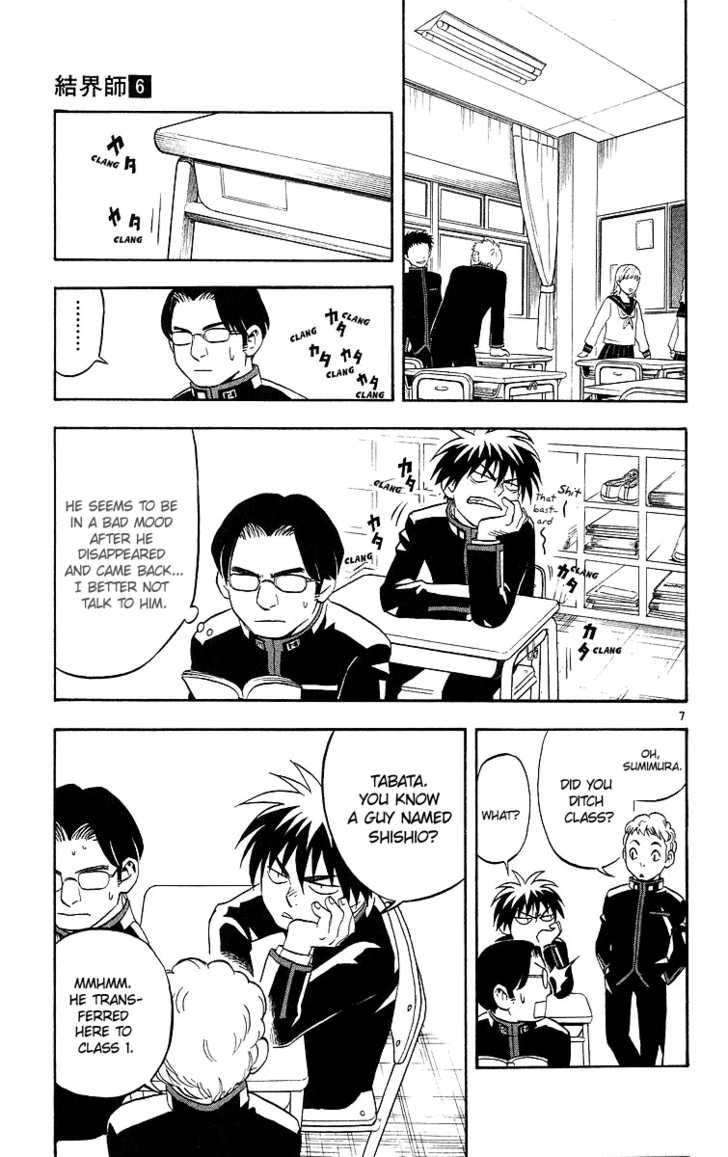 結界師6
カタ
CLANG
カタ
CLANG
........
カタ
CLANG
カタ
CLANG
カタ
CLANG
カタ
CLANG
HE SEEMS TO BE
IN A BAD MOOD
AFTER HE
DISAPPEARED
AND CAME BACK...
I BETTER NOT
TALK TO HIM.
カタ
CLANG
カタ
CLANG
Shit
That
bast-
ard
カタ
CLANG
カタ
CLANG
7
OH,
SUMIMURA.
DID YOU
DITCH
CLASS?
WHAT?
TABATA.
YOU KNOW
A GUY NAMED
SHISHIO?
MMHMM.
HE TRANS-
FERRED
HERE TO
CLASS 1.